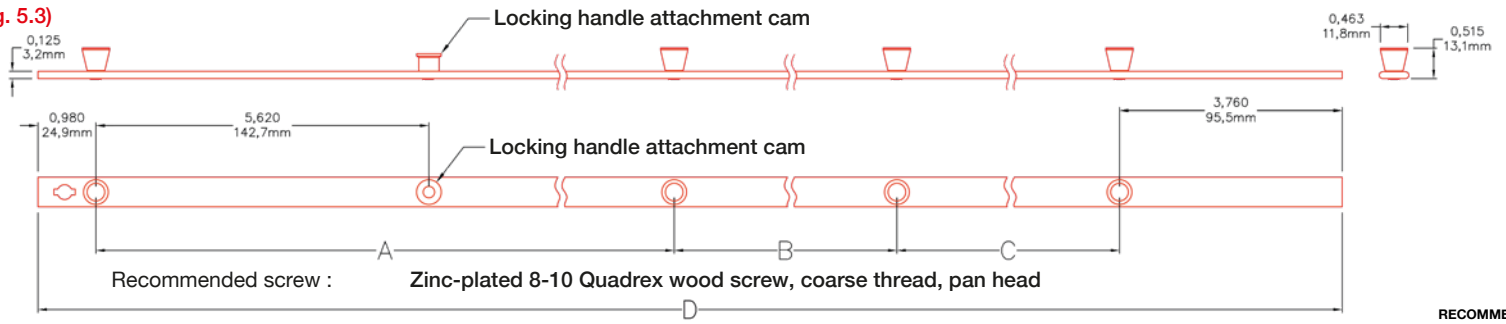 g. 5.3)
Locking handle attachment cam
0,125
3,2mm
0,463
11,8mm
0,515
13,1mm
0,980
24,9mm
5,620
142,7mm
3,760
95,5mm
Locking handle attachment cam
A
B
C
Recommended screw : Zinc-plated 8-10 Quadrex wood screw, coarse thread, pan head
D
RECOMME